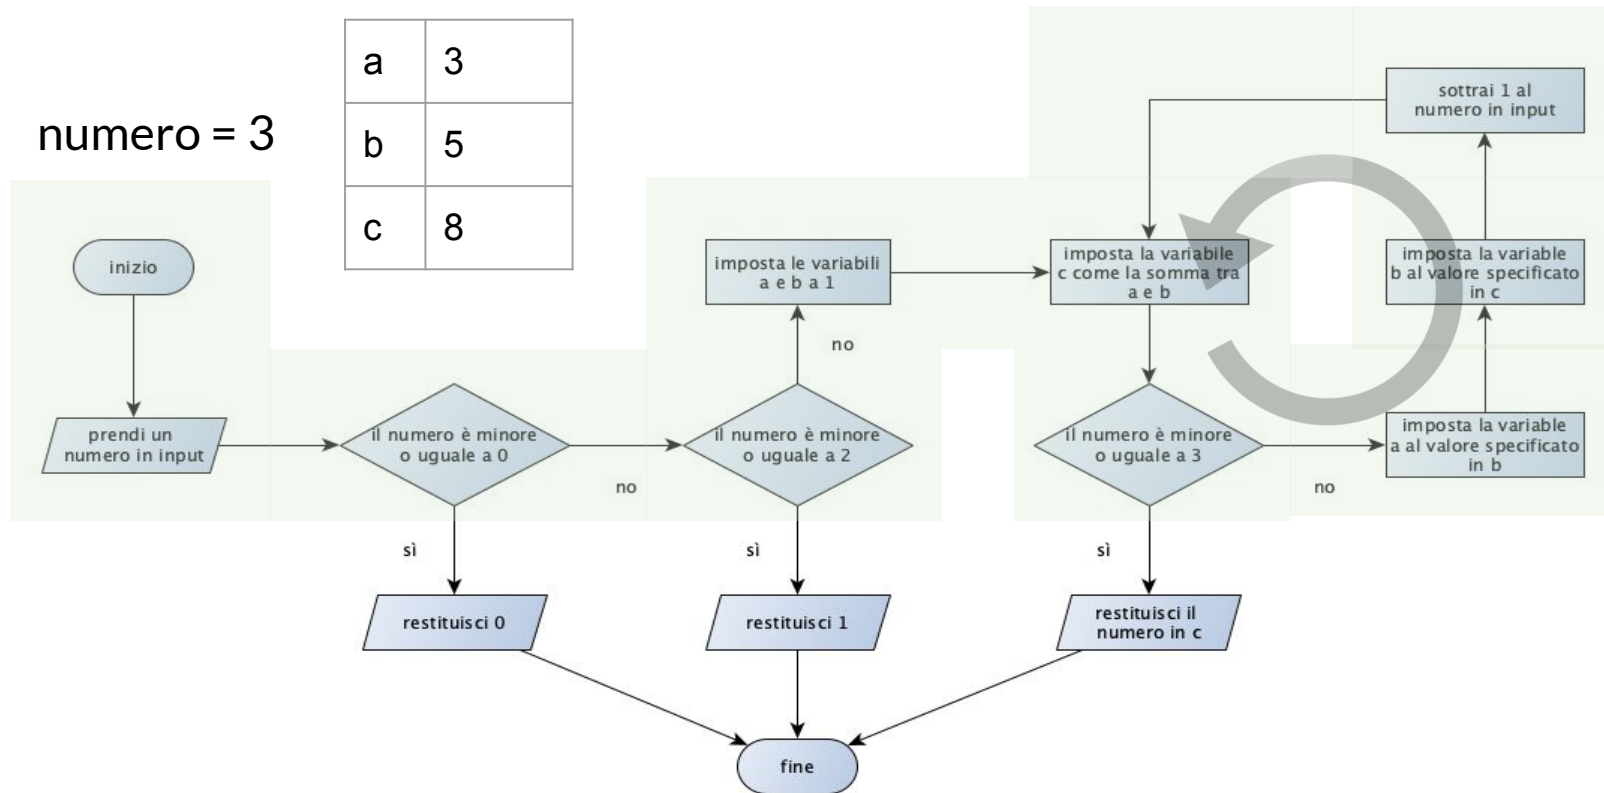 numero = 3
a 3
b 5
c 8
inizio
prendi un
numero in input
il numero è minore
o uguale a 0
no
sì
restituisci 0
il numero è minore
o uguale a 2
no
sì
restituisci 1
imposta le variabili
a e b a 1
imposta la variabile
c come la somma tra
a e b
il numero è minore
o uguale a 3
no
sì
restituisci il
numero in c
imposta la variable
a al valore specificato
in b
imposta la variable
b al valore specificato
in c
sottrai 1 al
numero in input
fine